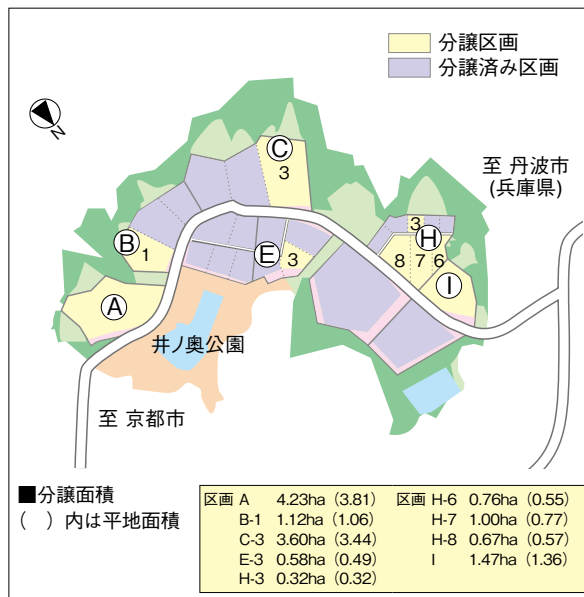 分譲区画
分譲済み区画
N
C
3
至 丹波市
(兵庫県)
B
1
E
3
3
H
8 7 6
A
I
井ノ奥公園
至 京都市
■分譲面積
( )内は平地面積
区画 A 4.23ha (3.81)
B-1 1.12ha (1.06)
C-3 3.60ha (3.44)
E-3 0.58ha (0.49)
H-3 0.32ha (0.32)
区画 H-6 0.76ha (0.55)
H-7 1.00ha (0.77)
H-8 0.67ha (0.57)
I 1.47ha (1.36)